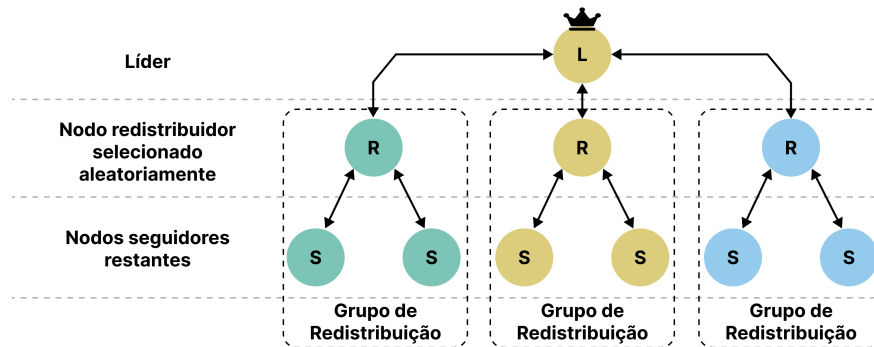 L
Líder
Nodo redistribuidor
selecionado
aleatoriamente
R
R
R
Nodos seguidores
restantes
S
S
S
S
S
S
Grupo de
Redistribuição
Grupo de
Redistribuição
Grupo de
Redistribuição